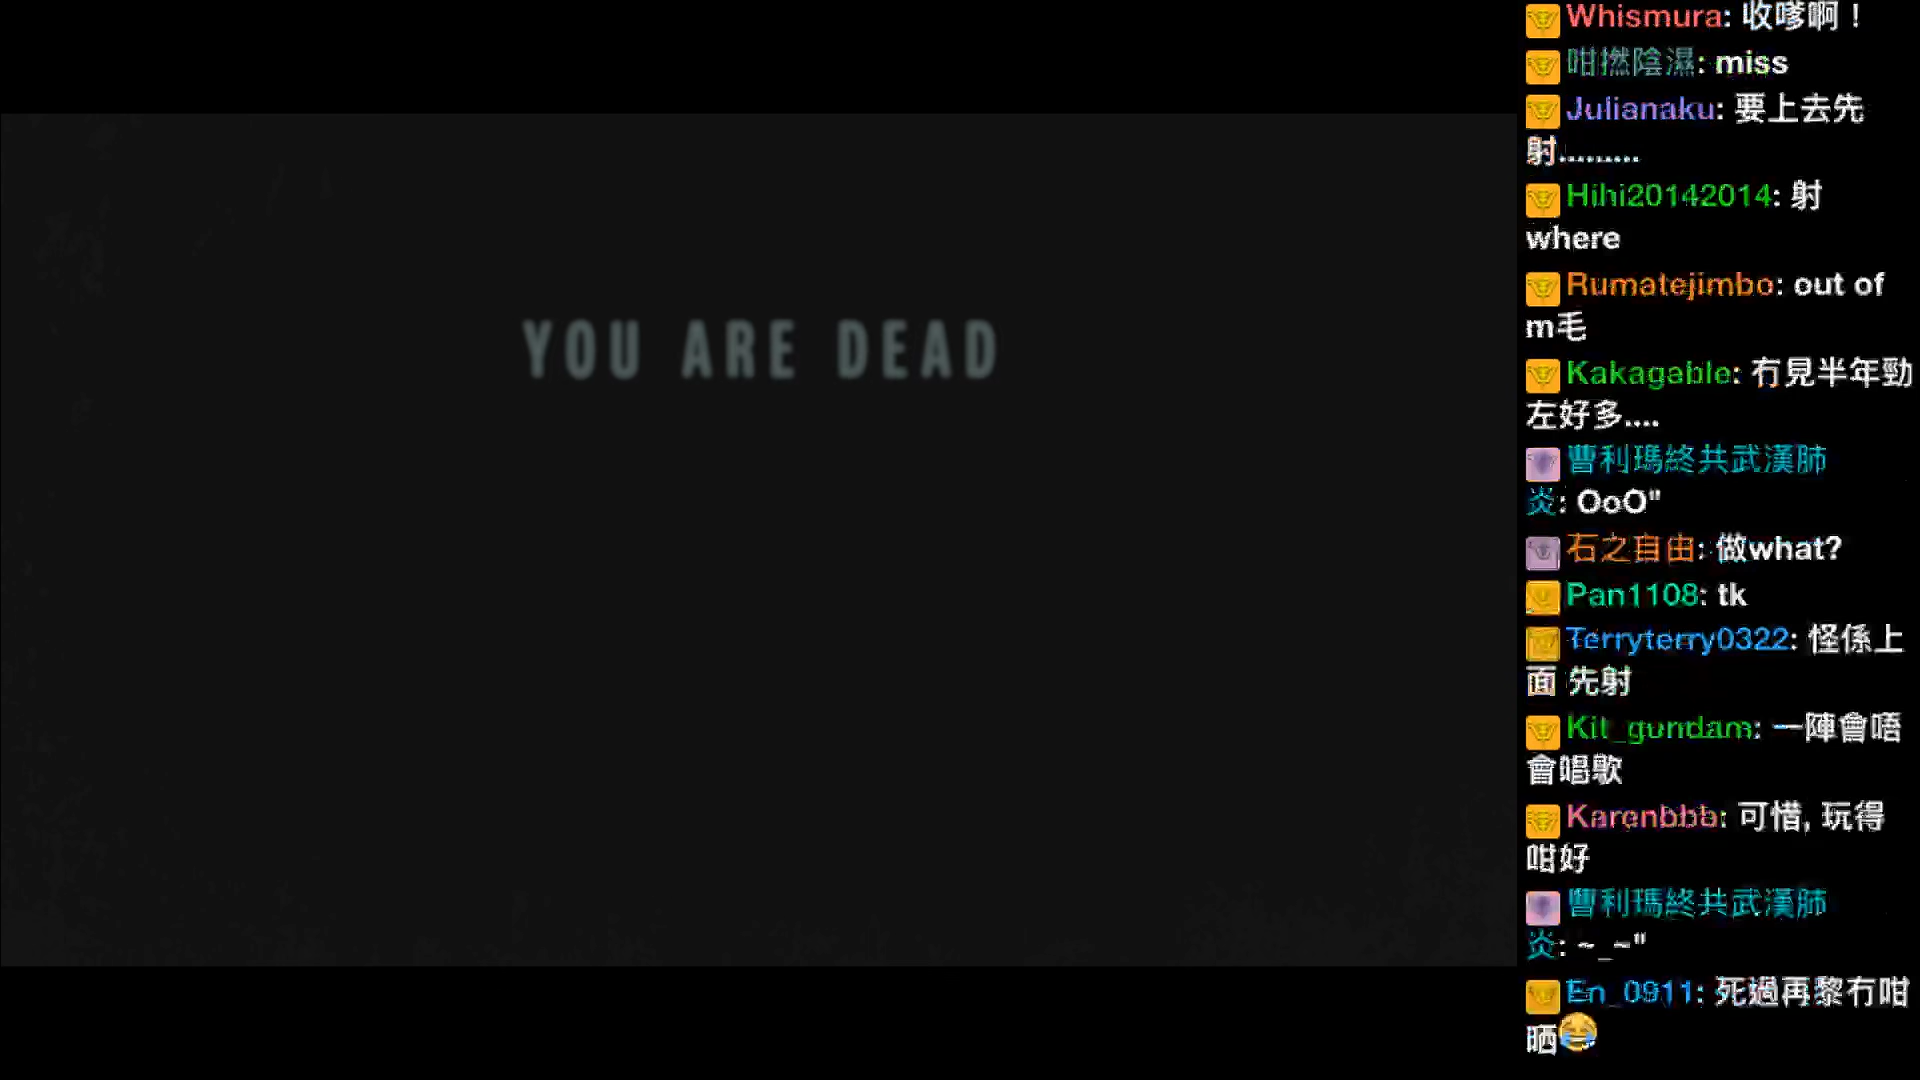 YOU ARE DEAD
Whismura: 收嗲啊！
咁撚陰濕: miss
Julianaku: 要上去先
射.........
Hihi20142014: 射
where
Rumatejimbo: out of
m毛
Kakagable: 冇見半年勁
左好多....
曹利瑪終共武漢肺
炎: OoO"
石之自由: 做what?
Pan1108: tk
Terryterry0322: 怪係上
面 先射
Kit_gundam: 一陣會唔
會唱歌
Karenbbb: 可惜, 玩得
咁好
曹利瑪終共武漢肺
炎: ~_~"
En_0911: 死過再黎冇咁
晒😂